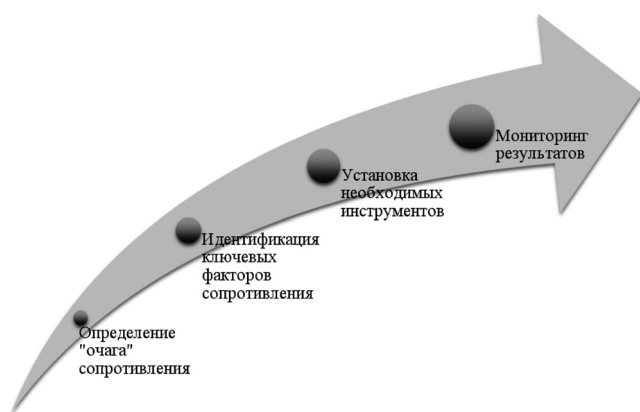 Мониторинг
результатов
Установка
необходимых
инструментов
Идентификация
ключевых
факторов
сопротивления
Определение
"очага"
сопротивления